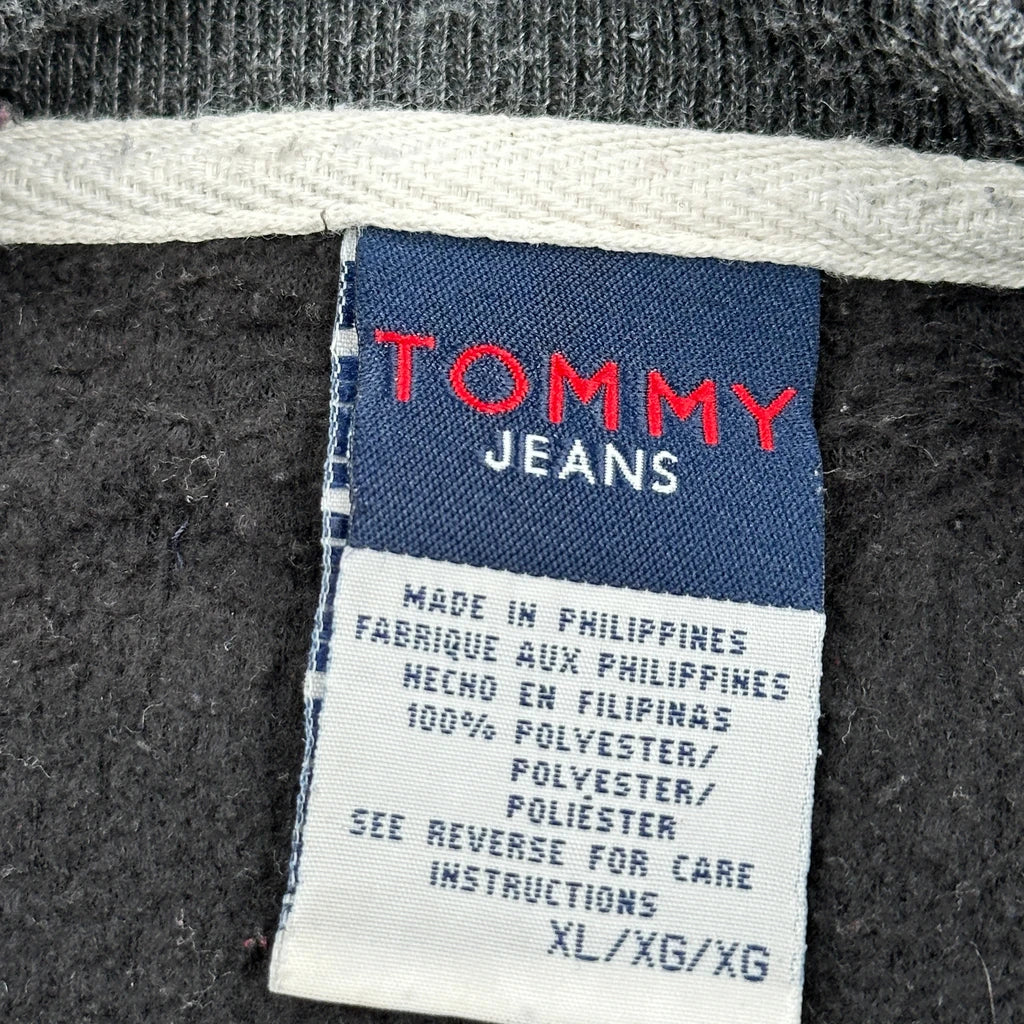 TOMMY
JEANS
MADE IN PHILIPPINES
FABRIQUE AUX PHILIPPINES
HECHO EN FILIPINAS
100% POLYESTER/
POLYESTER/
POLIÉSTER
SEE REVERSE FOR CARE
INSTRUCTIONS
XL/XG/XG